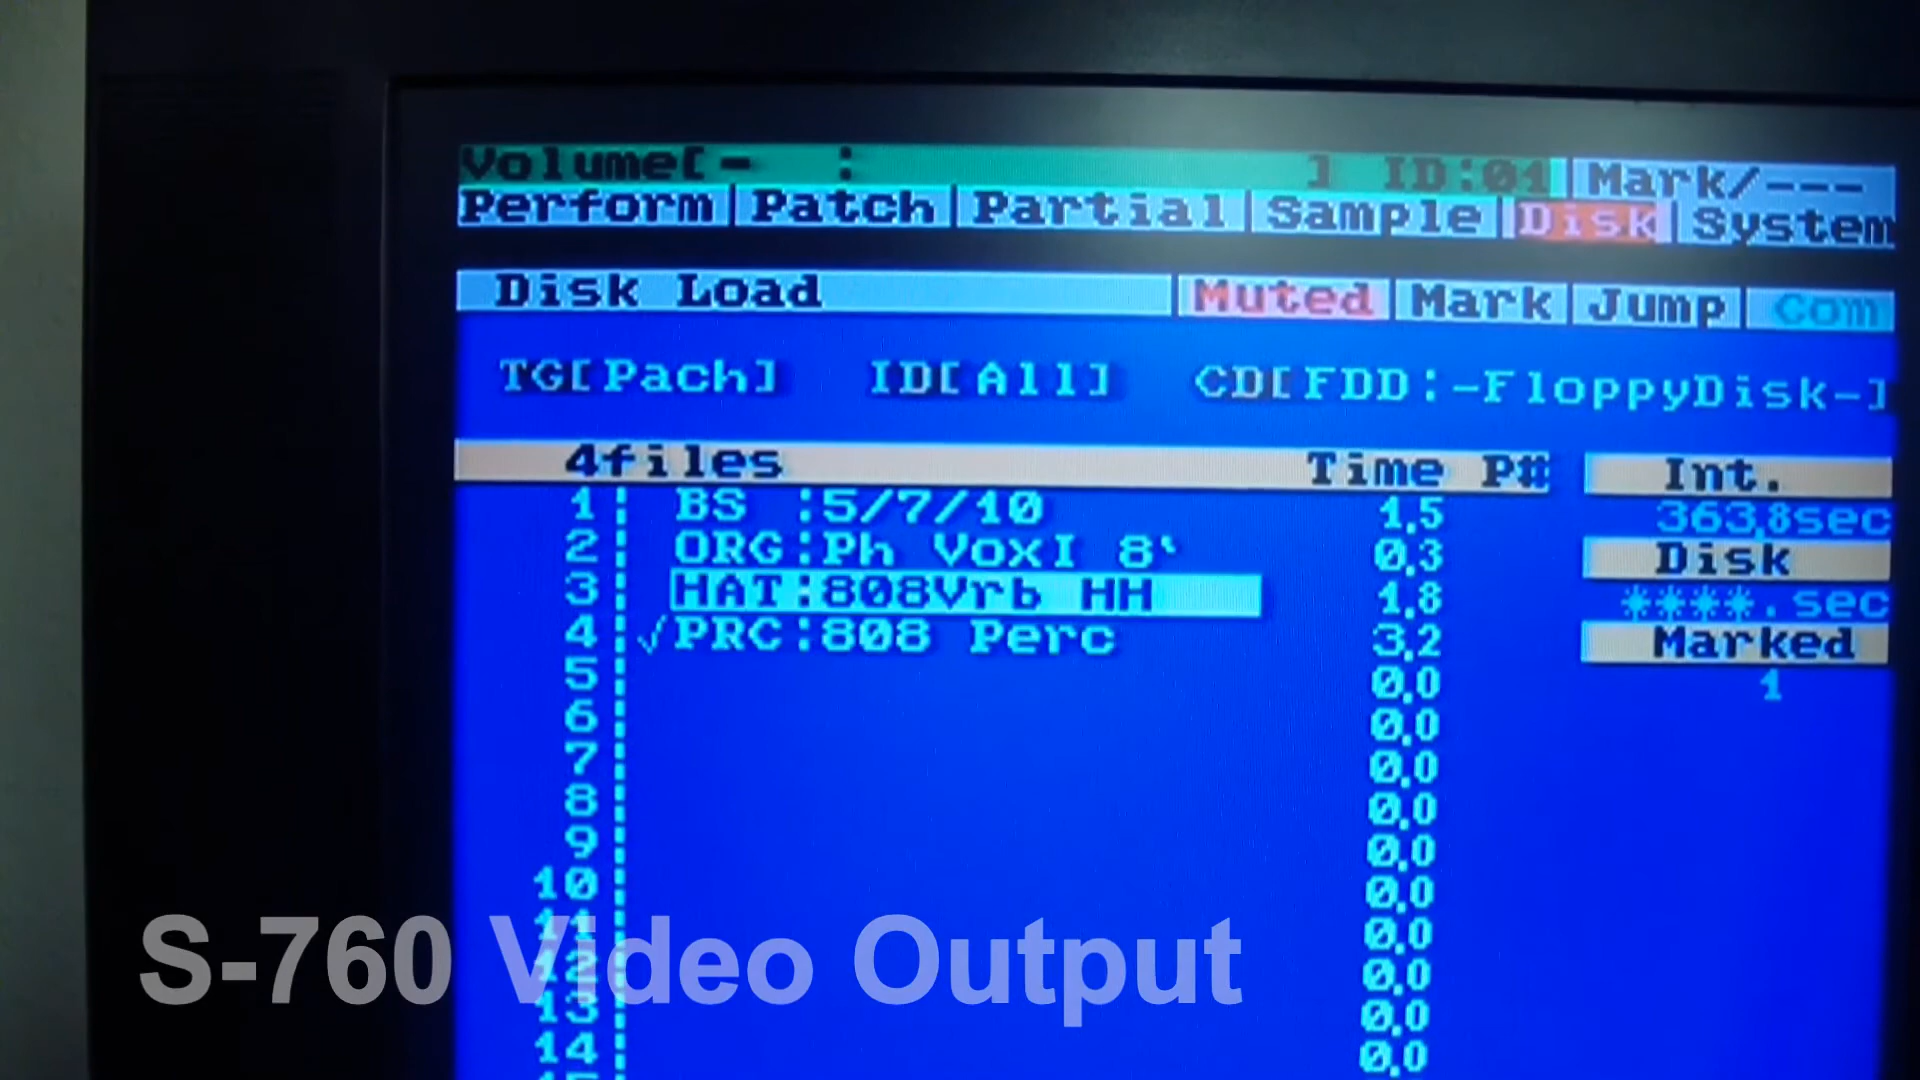 Volume[- : ] ID:01 Mark/---
Perform Patch Partial Sample Disk System
Disk Load Muted Mark Jump Com
TG[Pach] ID[All] CD[FDD:-FloppyDisk-]
4files Time P# Int.
1 BS :5/7/10 1.5 363.8sec
2 ORG:Ph VoxI 8' 0.3 Disk
3 HAT:808Vrb HH 1.8 ****.sec
4 √PRC:808 Perc 3.2 Marked
5 0.0 1
6 0.0
7 0.0
8 0.0
9 0.0
10 0.0
11 0.0
12 0.0
13 0.0
14 0.0
S-760 Video Output